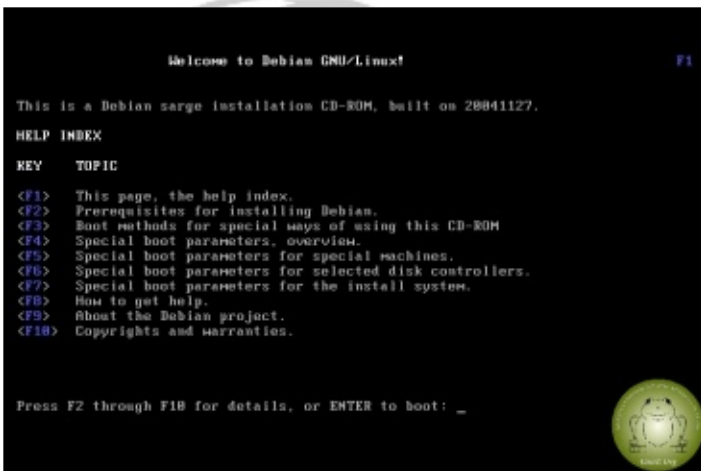 Welcome to Debian GNU/Linux! F1
This is a Debian sarge installation CD-ROM, built on 20041127.
HELP INDEX
KEY TOPIC
<F1> This page, the help index.
<F2> Prerequisites for installing Debian.
<F3> Boot methods for special ways of using this CD-ROM
<F4> Special boot parameters, overview.
<F5> Special boot parameters for special machines.
<F6> Special boot parameters for selected disk controllers.
<F7> Special boot parameters for the install system.
<F8> How to get help.
<F9> About the Debian project.
<F10> Copyrights and warranties.
Press F2 through F10 for details, or ENTER to boot: _